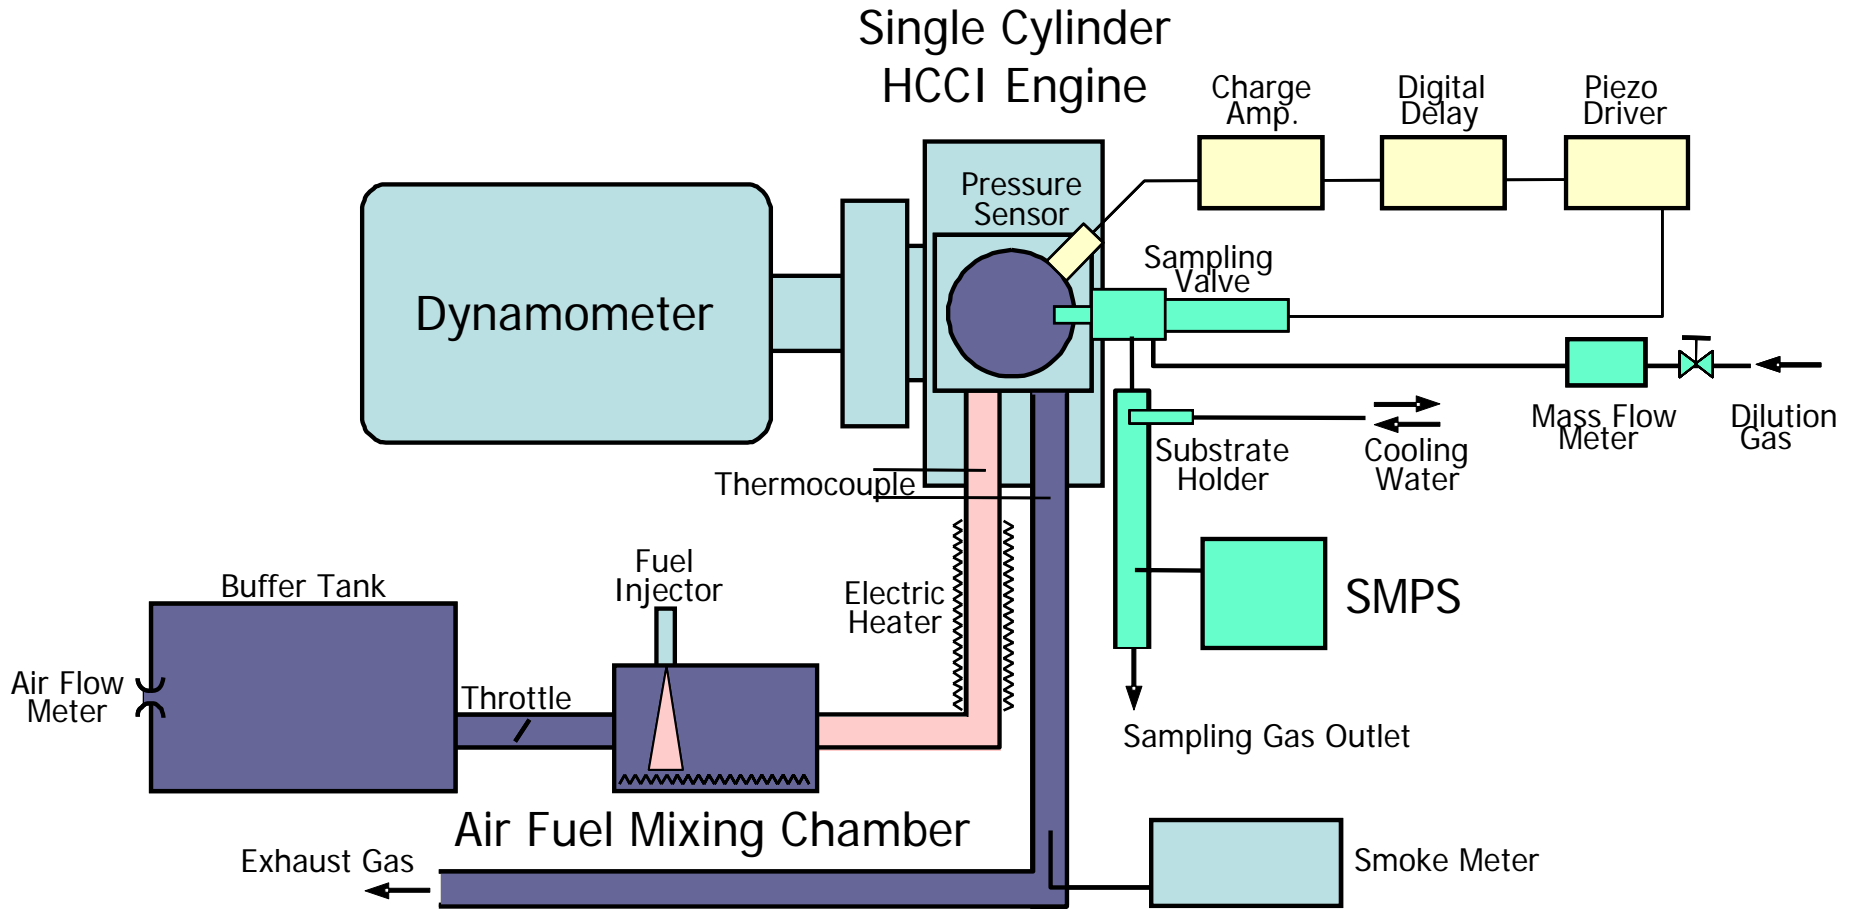 Single Cylinder
HCCI Engine
Charge
Amp.
Digital
Delay
Piezo
Driver
Pressure
Sensor
Sampling
Valve
Dynamometer
Mass Flow
Meter
Dilution
Gas
Substrate
Holder
Cooling
Water
Thermocouple
Fuel
Injector
Buffer Tank
Electric
Heater
SMPS
Air Flow
Meter
Throttle
Sampling Gas Outlet
Air Fuel Mixing Chamber
Exhaust Gas
Smoke Meter